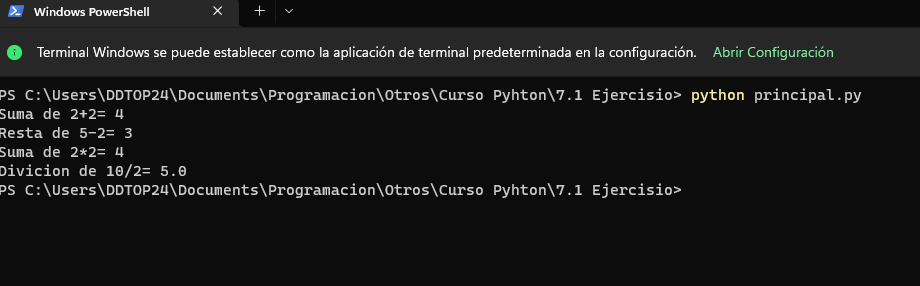 Windows PowerShell
Terminal Windows se puede establecer como la aplicación de terminal predeterminada en la configuración. Abrir Configuración
PS C:\Users\DDTOP24\Documents\Programacion\Otros\Curso Pyhton\7.1 Ejercisio> python principal.py
Suma de 2+2= 4
Resta de 5-2= 3
Suma de 2*2= 4
Divicion de 10/2= 5.0
PS C:\Users\DDTOP24\Documents\Programacion\Otros\Curso Pyhton\7.1 Ejercisio>